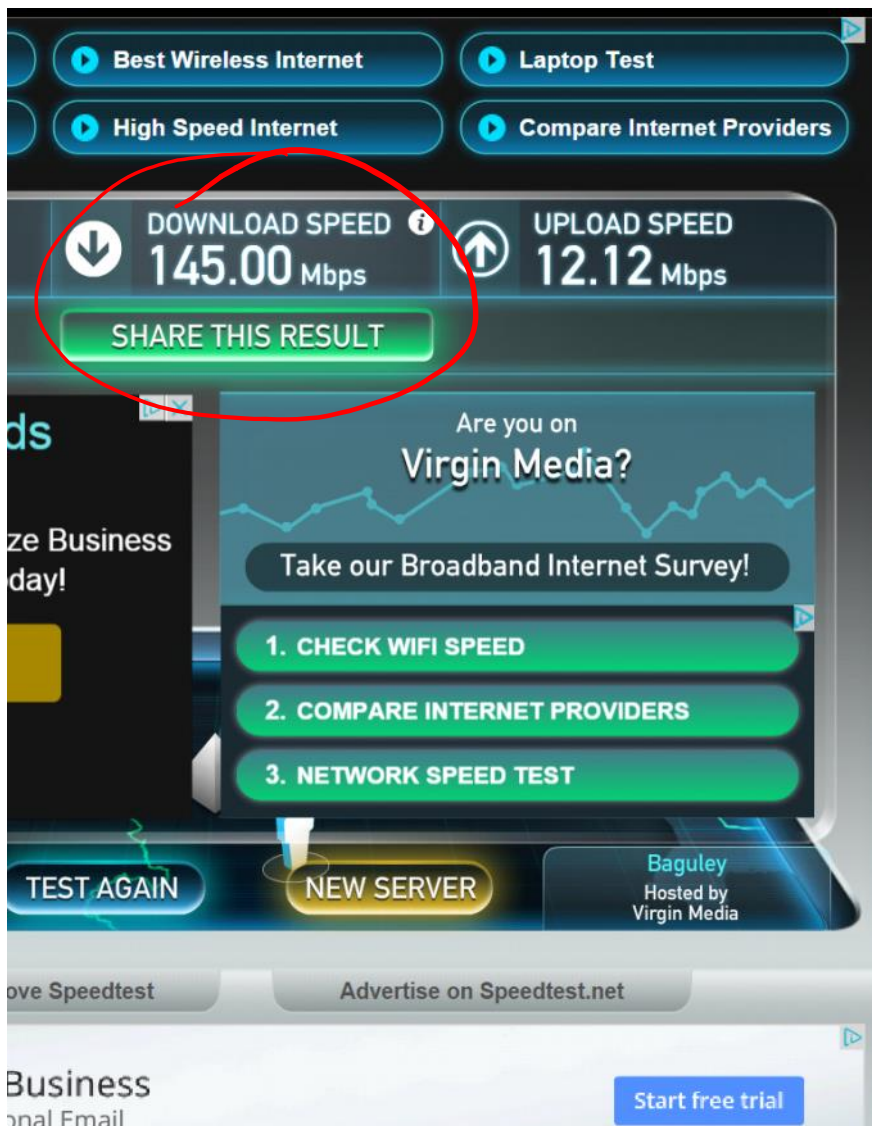 Best Wireless Internet
Laptop Test
High Speed Internet
Compare Internet Providers
DOWNLOAD SPEED
145.00 Mbps
UPLOAD SPEED
12.12 Mbps
SHARE THIS RESULT
ds
ze Business
day!
Are you on
Virgin Media?
Take our Broadband Internet Survey!
1. CHECK WIFI SPEED
2. COMPARE INTERNET PROVIDERS
3. NETWORK SPEED TEST
TEST AGAIN
NEW SERVER
Baguley
Hosted by
Virgin Media
ove Speedtest
Advertise on Speedtest.net
Business
onal Email
Start free trial